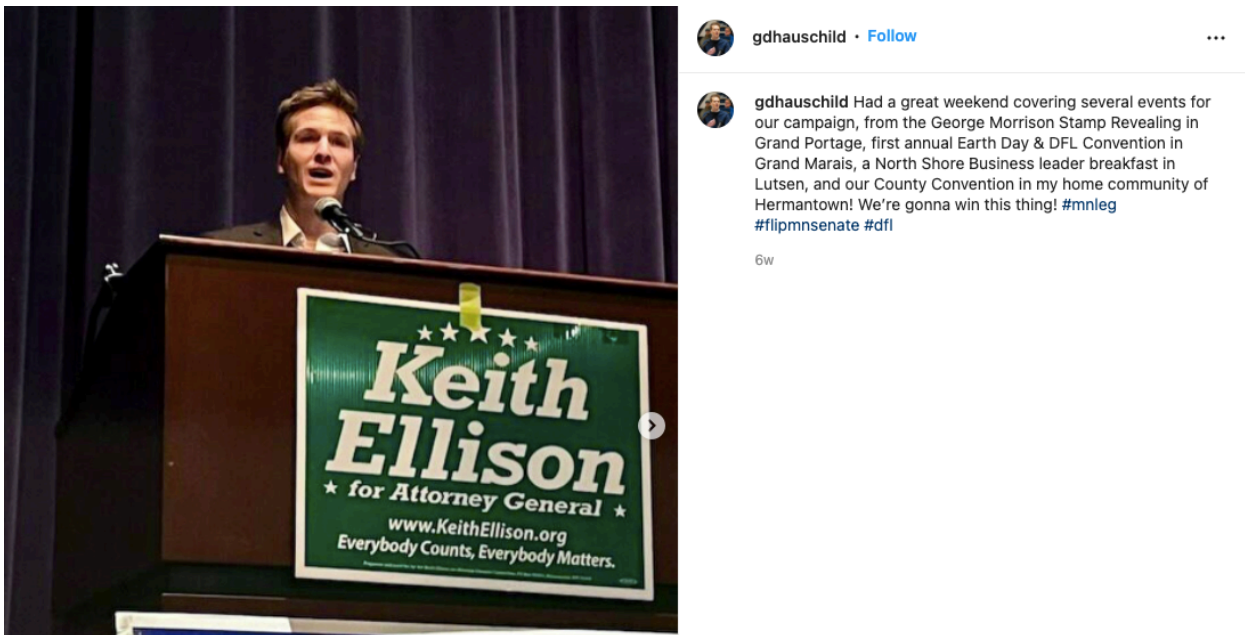 Keith
Ellison
for Attorney General
www.KeithEllison.org
Everybody Counts, Everybody Matters.
gdhauschild • Follow
gdhauschild Had a great weekend covering several events for
our campaign, from the George Morrison Stamp Revealing in
Grand Portage, first annual Earth Day & DFL Convention in
Grand Marais, a North Shore Business leader breakfast in
Lutsen, and our County Convention in my home community of
Hermantown! We’re gonna win this thing! #mnleg
#flipmnsenate #dfl
6w